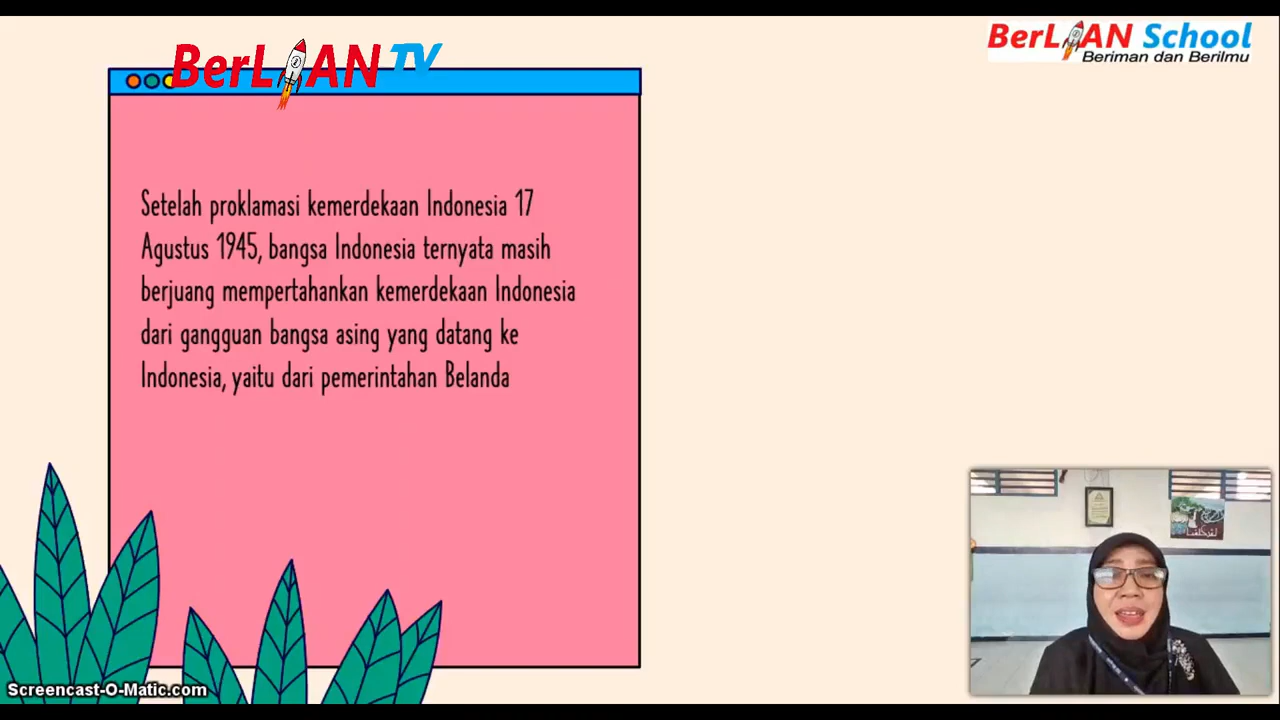 BerLIAN TV
BerLIAN School
Beriman dan Berilmu
Setelah proklamasi kemerdekaan Indonesia 17
Agustus 1945, bangsa Indonesia ternyata masih
berjuang mempertahankan kemerdekaan Indonesia
dari gangguan bangsa asing yang datang ke
Indonesia, yaitu dari pemerintahan Belanda
Screencast-O-Matic.com